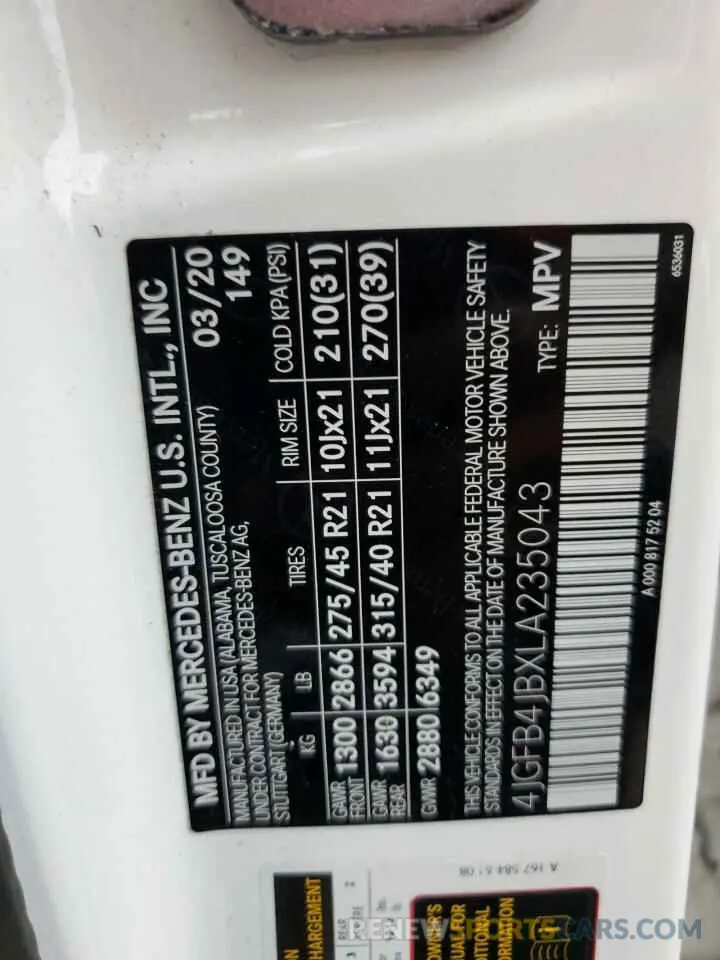 MFD BY MERCEDES-BENZ U.S. INTL., INC
MANUFACTURED IN USA (ALABAMA, TUSCALOOSA COUNTY) 03/20
UNDER CONTRACT FOR MERCEDES-BENZ AG, 149
STUTTGART (GERMANY)
KG LB TIRES RIM SIZE COLD KPA (PSI)
GAWR FRONT 1300 2866 275/45 R21 10Jx21 210(31)
GAWR REAR 1630 3594 315/40 R21 11Jx21 270(39)
GVWR 2880 6349
THIS VEHICLE CONFORMS TO ALL APPLICABLE FEDERAL MOTOR VEHICLE SAFETY
STANDARDS IN EFFECT ON THE DATE OF MANUFACTURE SHOWN ABOVE.
4JGFB4JBXLA235043 TYPE: MPV
A 000 817 52 04
6536031
A 167 584
CHARGEMENT
REAR
FOR
RENEWSPORTSCARS.COM